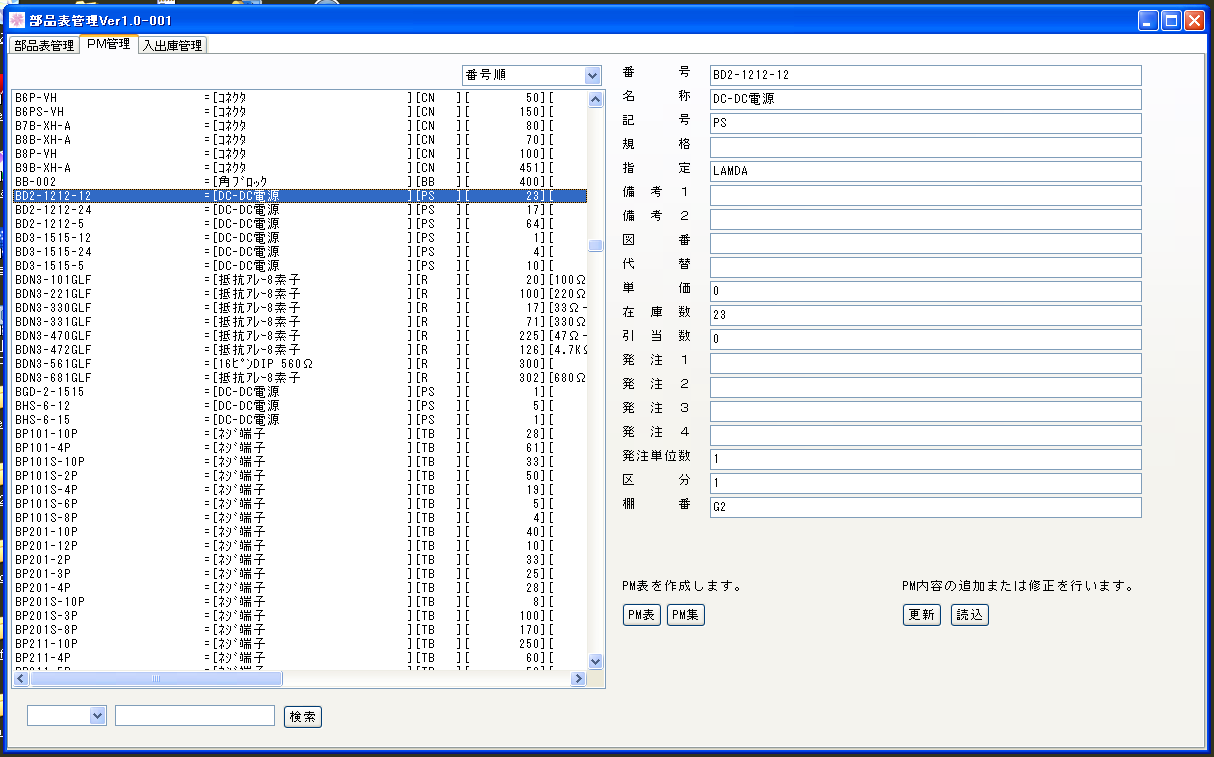 部品表管理Ver1.0-001
部品表管理 PM管理 入出庫管理
番号順
B6P-VH =[ｺﾈｸﾀ ][CN ][ 50][
B6PS-VH =[ｺﾈｸﾀ ][CN ][ 150][
B7B-XH-A =[ｺﾈｸﾀ ][CN ][ 80][
B8B-XH-A =[ｺﾈｸﾀ ][CN ][ 70][
B8P-VH =[ｺﾈｸﾀ ][CN ][ 100][
B9B-XH-A =[ｺﾈｸﾀ ][CN ][ 451][
BB-002 =[角ﾌﾞﾛｯｸ ][BB ][ 400][
BD2-1212-12 =[DC-DC電源 ][PS ][ 23][
BD2-1212-24 =[DC-DC電源 ][PS ][ 17][
BD2-1212-5 =[DC-DC電源 ][PS ][ 64][
BD3-1515-12 =[DC-DC電源 ][PS ][ 1][
BD3-1515-24 =[DC-DC電源 ][PS ][ 4][
BD3-1515-5 =[DC-DC電源 ][PS ][ 10][
BDN3-101GLF =[抵抗ｱﾚｰ8素子 ][R ][ 20][100Ω
BDN3-221GLF =[抵抗ｱﾚｰ8素子 ][R ][ 100][220Ω
BDN3-330GLF =[抵抗ｱﾚｰ8素子 ][R ][ 17][33Ω-
BDN3-331GLF =[抵抗ｱﾚｰ8素子 ][R ][ 71][330Ω
BDN3-470GLF =[抵抗ｱﾚｰ8素子 ][R ][ 225][47Ω-
BDN3-472GLF =[抵抗ｱﾚｰ8素子 ][R ][ 126][4.7KΩ
BDN3-561GLF =[16ﾋﾟﾝDIP 560Ω ][R ][ 300][
BDN3-681GLF =[抵抗ｱﾚｰ8素子 ][R ][ 302][680Ω
BGD-2-1515 =[DC-DC電源 ][PS ][ 1][
BHS-6-12 =[DC-DC電源 ][PS ][ 5][
BHS-6-15 =[DC-DC電源 ][PS ][ 1][
BP101-10P =[ﾈｼﾞ端子 ][TB ][ 28][
BP101-4P =[ﾈｼﾞ端子 ][TB ][ 61][
BP101S-10P =[ﾈｼﾞ端子 ][TB ][ 33][
BP101S-2P =[ﾈｼﾞ端子 ][TB ][ 50][
BP101S-4P =[ﾈｼﾞ端子 ][TB ][ 19][
BP101S-6P =[ﾈｼﾞ端子 ][TB ][ 5][
BP101S-8P =[ﾈｼﾞ端子 ][TB ][ 4][
BP201-10P =[ﾈｼﾞ端子 ][TB ][ 40][
BP201-12P =[ﾈｼﾞ端子 ][TB ][ 10][
BP201-2P =[ﾈｼﾞ端子 ][TB ][ 33][
BP201-3P =[ﾈｼﾞ端子 ][TB ][ 25][
BP201-4P =[ﾈｼﾞ端子 ][TB ][ 28][
BP201S-10P =[ﾈｼﾞ端子 ][TB ][ 8][
BP201S-3P =[ﾈｼﾞ端子 ][TB ][ 100][
BP201S-8P =[ﾈｼﾞ端子 ][TB ][ 170][
BP211-10P =[ﾈｼﾞ端子 ][TB ][ 250][
BP211-4P =[ﾈｼﾞ端子 ][TB ][ 60][
検索
番 号 BD2-1212-12
名 称 DC-DC電源
記 号 PS
規 格
指 定 LAMDA
備 考 1
備 考 2
図 番
代 替
単 価 0
在 庫 数 23
引 当 数 0
発 注 1
発 注 2
発 注 3
発 注 4
発注単位数 1
区 分 1
棚 番 G2
PM表を作成します。 PM内容の追加または修正を行います。
PM表 PM集 更新 読込